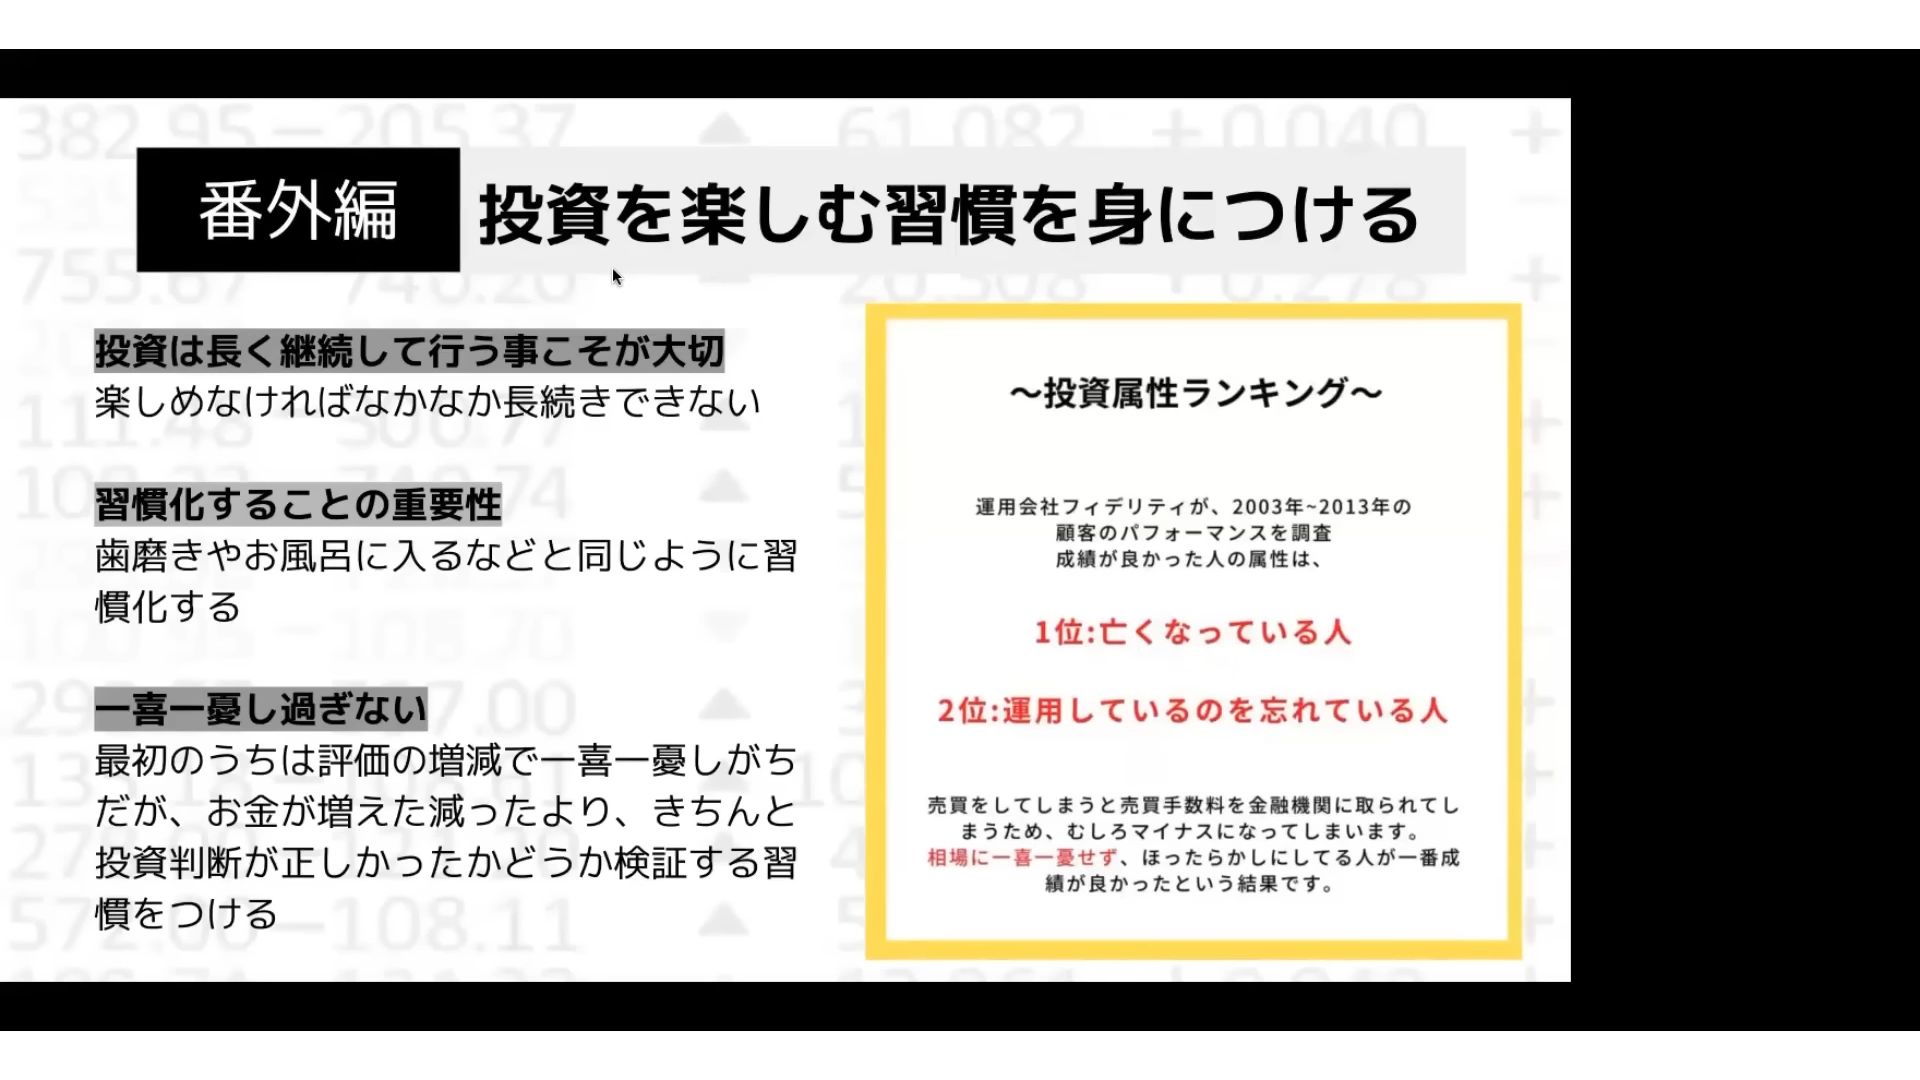 番外編 投資を楽しむ習慣を身につける
投資は長く継続して行う事こそが大切
楽しめなければなかなか長続きできない
習慣化することの重要性
歯磨きやお風呂に入るなどと同じように習
慣化する
一喜一憂し過ぎない
最初のうちは評価の増減で一喜一憂しがち
だが、お金が増えた減ったより、きちんと
投資判断が正しかったかどうか検証する習
慣をつける
〜投資属性ランキング〜
運用会社フィデリティが、2003年~2013年の
顧客のパフォーマンスを調査
成績が良かった人の属性は、
1位:亡くなっている人
2位:運用しているのを忘れている人
売買をしてしまうと売買手数料を金融機関に取られてし
まうため、むしろマイナスになってしまいます。
相場に一喜一憂せず、ほったらかしにしてる人が一番成
績が良かったという結果です。